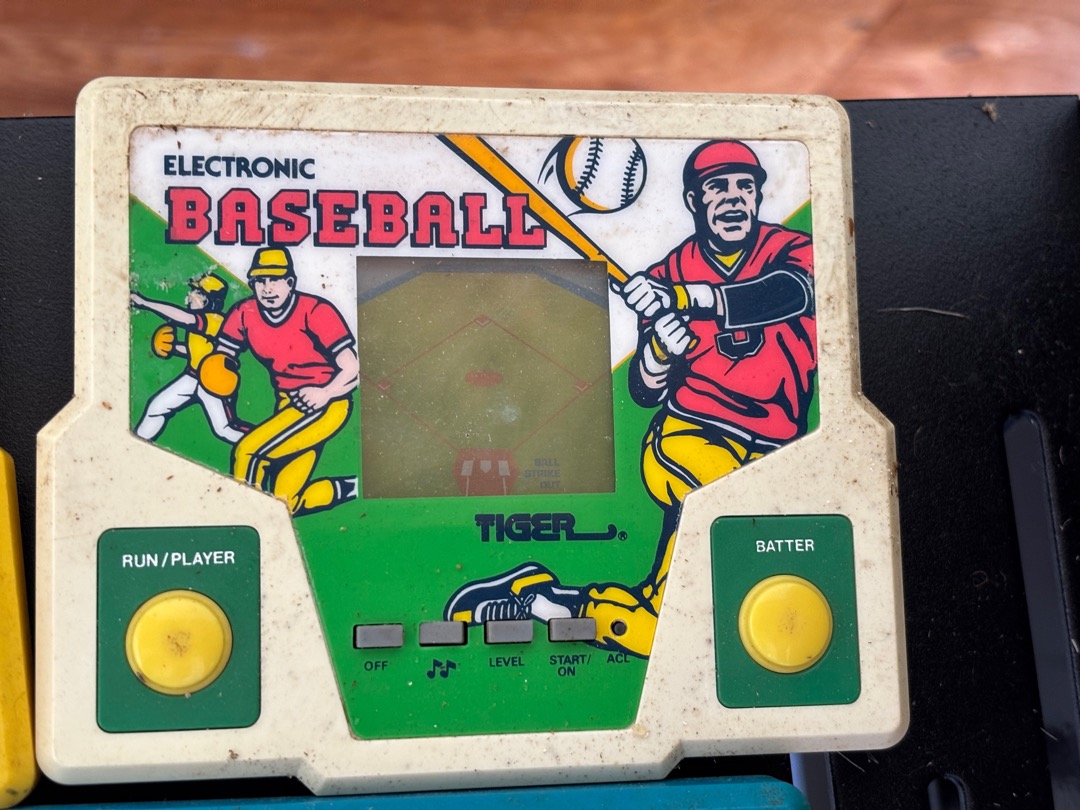 ELECTRONIC
BASEBALL
BALL
STRIKE
OUT
TIGER®
RUN/PLAYER
BATTER
OFF
LEVEL
START/
ON
ACL